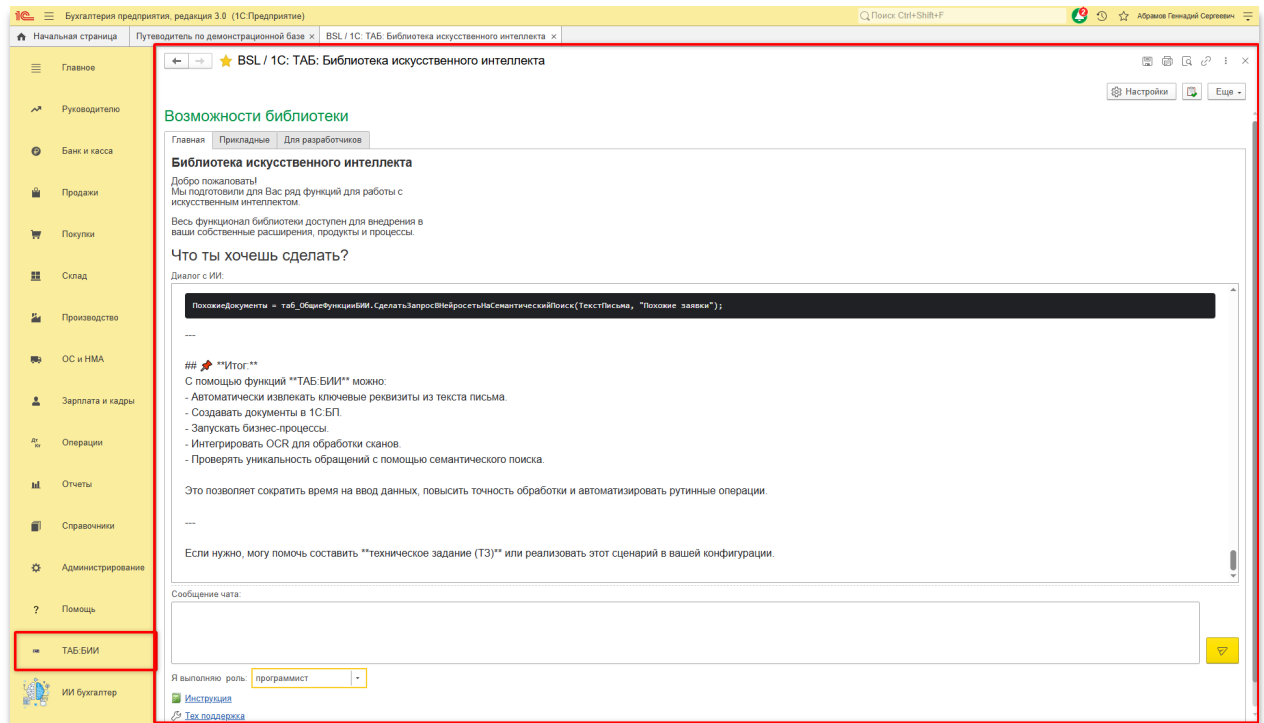 1С Бухгалтерия предприятия, редакция 3.0 (1С:Предприятие) Поиск Ctrl+Shift+F 2 Абрамов Геннадий Сергеевич
Начальная страница Путеводитель по демонстрационной базе × BSL / 1С: ТАБ: Библиотека искусственного интеллекта ×
Главное
Руководителю
Банк и касса
Продажи
Покупки
Склад
Производство
ОС и НМА
Зарплата и кадры
Дт Кт Операции
Отчеты
Справочники
Администрирование
? Помощь
ТАБ:БИИ
ИИ бухгалтер
BSL / 1С: ТАБ: Библиотека искусственного интеллекта
Настройки Еще
Возможности библиотеки
Главная Прикладные Для разработчиков
Библиотека искусственного интеллекта
Добро пожаловать!
Мы подготовили для Вас ряд функций для работы с
искусственным интеллектом.
Весь функционал библиотеки доступен для внедрения в
ваши собственные расширения, продукты и процессы.
Что ты хочешь сделать?
Диалог с ИИ:
ПохожиеДокументы = таб_ОбщиеФункцииБИИ.СделатьЗапросВНейросетьНаСемантическийПоиск(ТекстПисьма, "Похожие заявки");
---
## 📌 **Итог:**
С помощью функций **ТАБ:БИИ** можно:
- Автоматически извлекать ключевые реквизиты из текста письма.
- Создавать документы в 1С:БП.
- Запускать бизнес-процессы.
- Интегрировать OCR для обработки сканов.
- Проверять уникальность обращений с помощью семантического поиска.
Это позволяет сократить время на ввод данных, повысить точность обработки и автоматизировать рутинные операции.
---
Если нужно, могу помочь составить **техническое задание (ТЗ)** или реализовать этот сценарий в вашей конфигурации.
Сообщение чата:
Я выполняю роль: программист
Инструкция
Тех поддержка